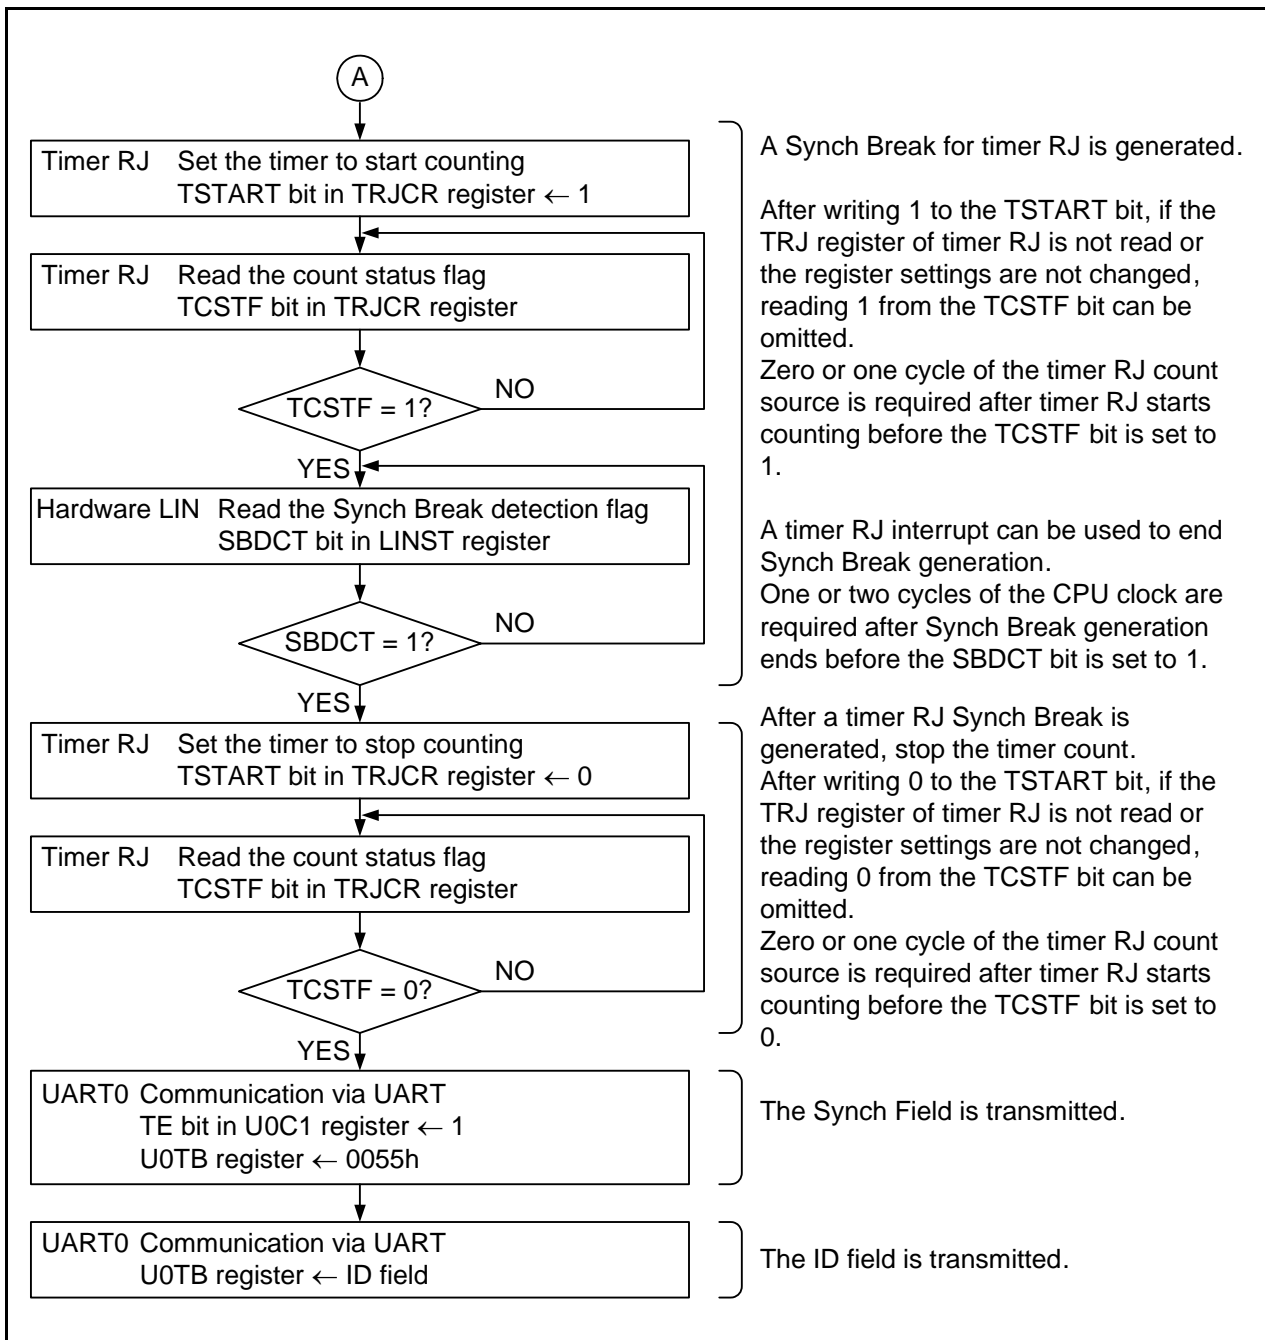 A
Timer RJ Set the timer to start counting
TSTART bit in TRJCR register ← 1
Timer RJ Read the count status flag
TCSTF bit in TRJCR register
TCSTF = 1?
NO
YES
Hardware LIN Read the Synch Break detection flag
SBDCT bit in LINST register
SBDCT = 1?
NO
YES
A Synch Break for timer RJ is generated.
After writing 1 to the TSTART bit, if the
TRJ register of timer RJ is not read or
the register settings are not changed,
reading 1 from the TCSTF bit can be
omitted.
Zero or one cycle of the timer RJ count
source is required after timer RJ starts
counting before the TCSTF bit is set to
1.
A timer RJ interrupt can be used to end
Synch Break generation.
One or two cycles of the CPU clock are
required after Synch Break generation
ends before the SBDCT bit is set to 1.
Timer RJ Set the timer to stop counting
TSTART bit in TRJCR register ← 0
Timer RJ Read the count status flag
TCSTF bit in TRJCR register
TCSTF = 0?
NO
YES
After a timer RJ Synch Break is
generated, stop the timer count.
After writing 0 to the TSTART bit, if the
TRJ register of timer RJ is not read or
the register settings are not changed,
reading 0 from the TCSTF bit can be
omitted.
Zero or one cycle of the timer RJ count
source is required after timer RJ starts
counting before the TCSTF bit is set to
0.
UART0 Communication via UART
TE bit in U0C1 register ← 1
U0TB register ← 0055h
The Synch Field is transmitted.
UART0 Communication via UART
U0TB register ← ID field
The ID field is transmitted.